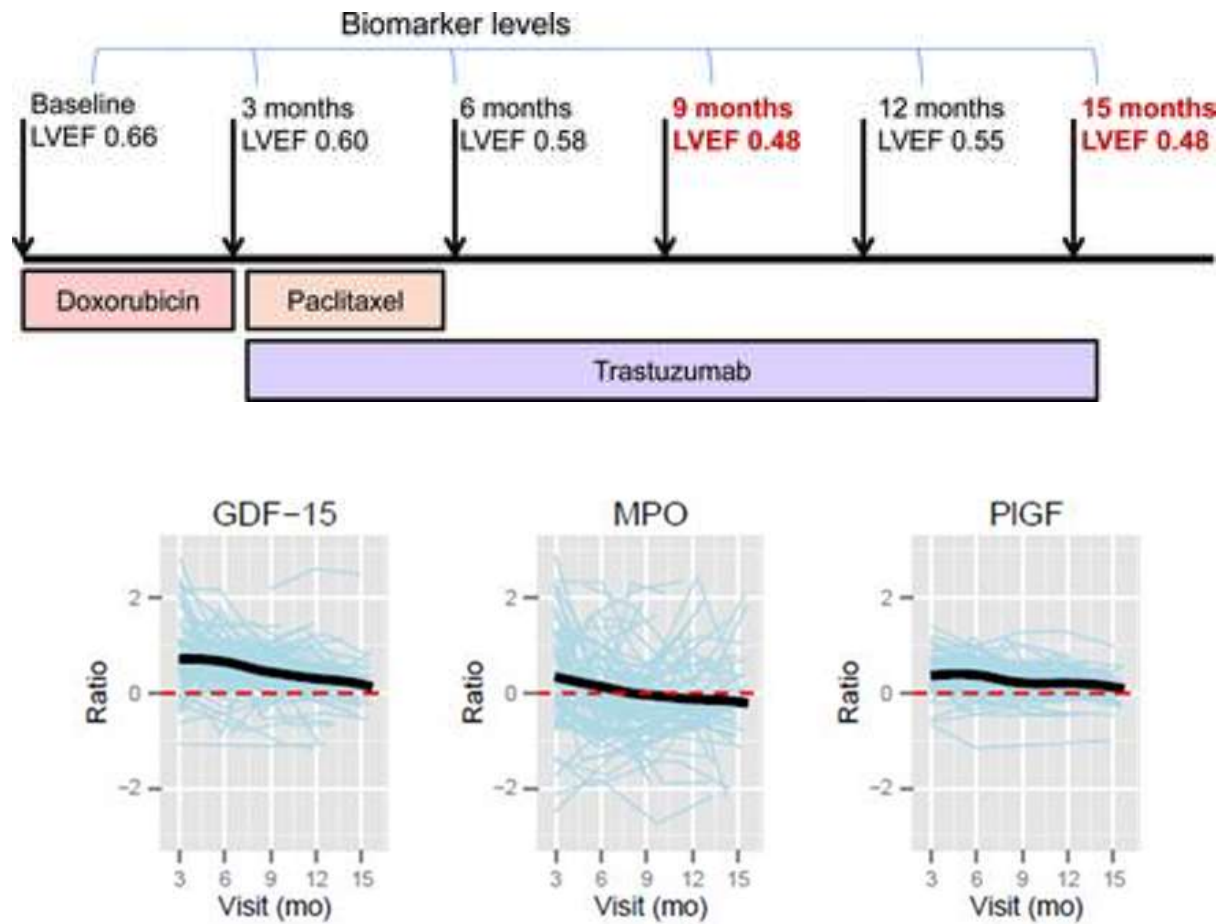 Biomarker levels
Baseline
LVEF 0.66
3 months
LVEF 0.60
6 months
LVEF 0.58
9 months
LVEF 0.48
12 months
LVEF 0.55
15 months
LVEF 0.48
Doxorubicin
Paclitaxel
Trastuzumab
GDF−15
Ratio
2
0
−2
3 6 9 12 15
Visit (mo)
MPO
Ratio
2
0
−2
3 6 9 12 15
Visit (mo)
PlGF
Ratio
2
0
−2
3 6 9 12 15
Visit (mo)